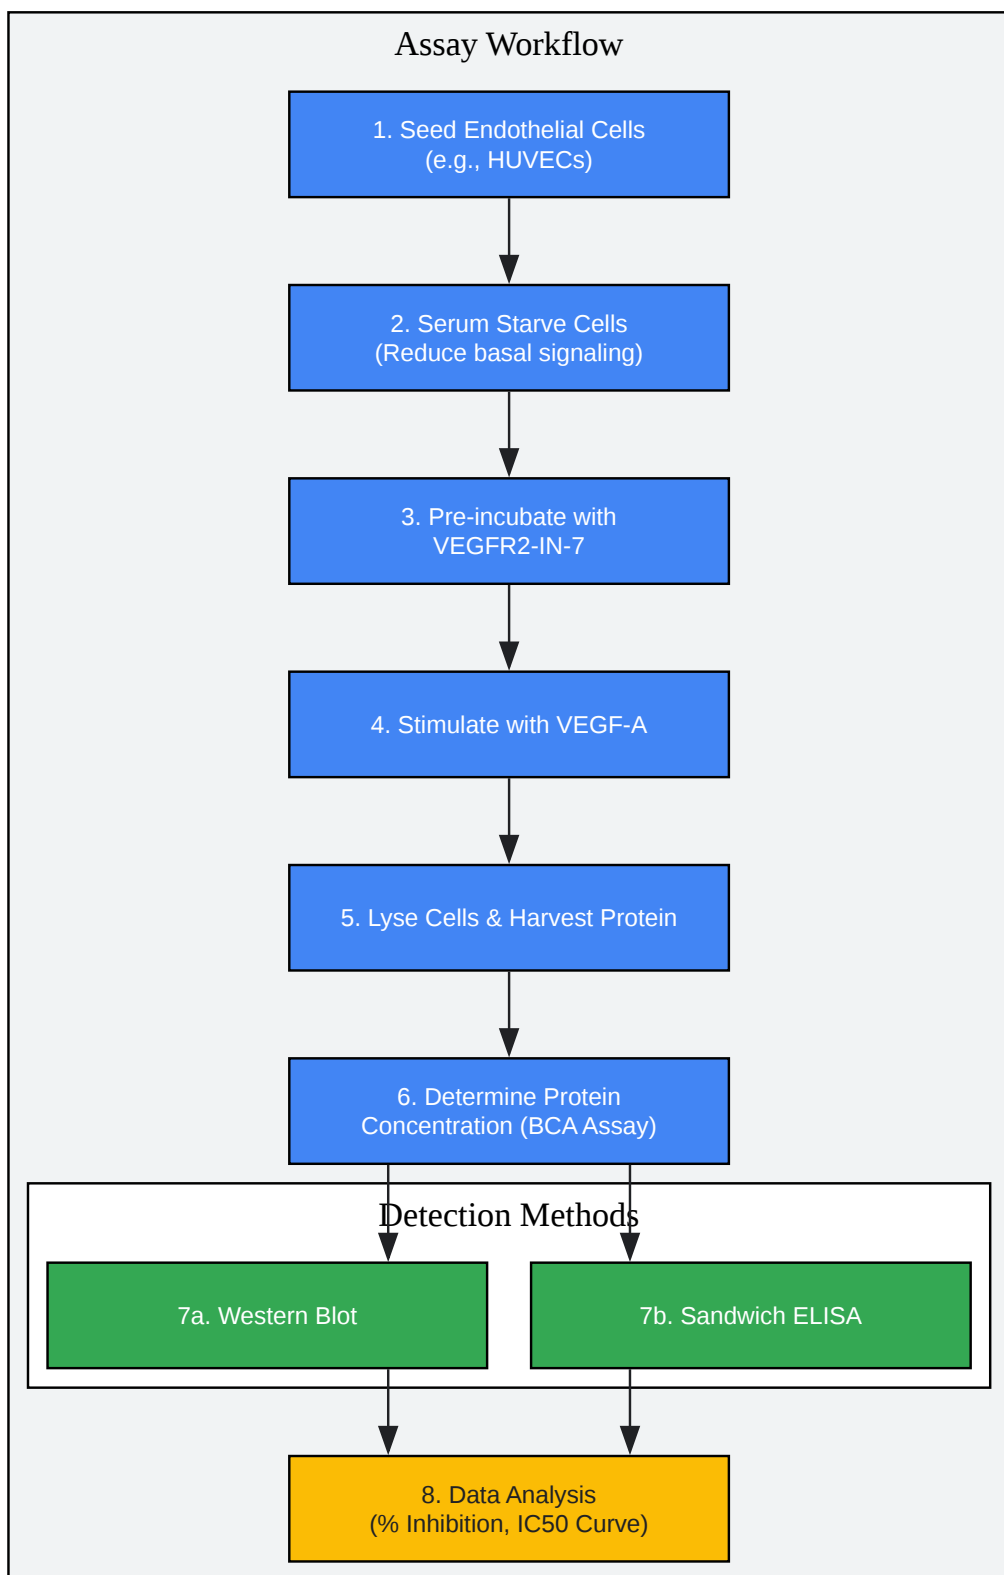 Assay Workflow
1. Seed Endothelial Cells
(e.g., HUVECs)
2. Serum Starve Cells
(Reduce basal signaling)
3. Pre-incubate with
VEGFR2-IN-7
4. Stimulate with VEGF-A
5. Lyse Cells & Harvest Protein
6. Determine Protein
Concentration (BCA Assay)
Detection Methods
7a. Western Blot
7b. Sandwich ELISA
8. Data Analysis
(% Inhibition, IC50 Curve)